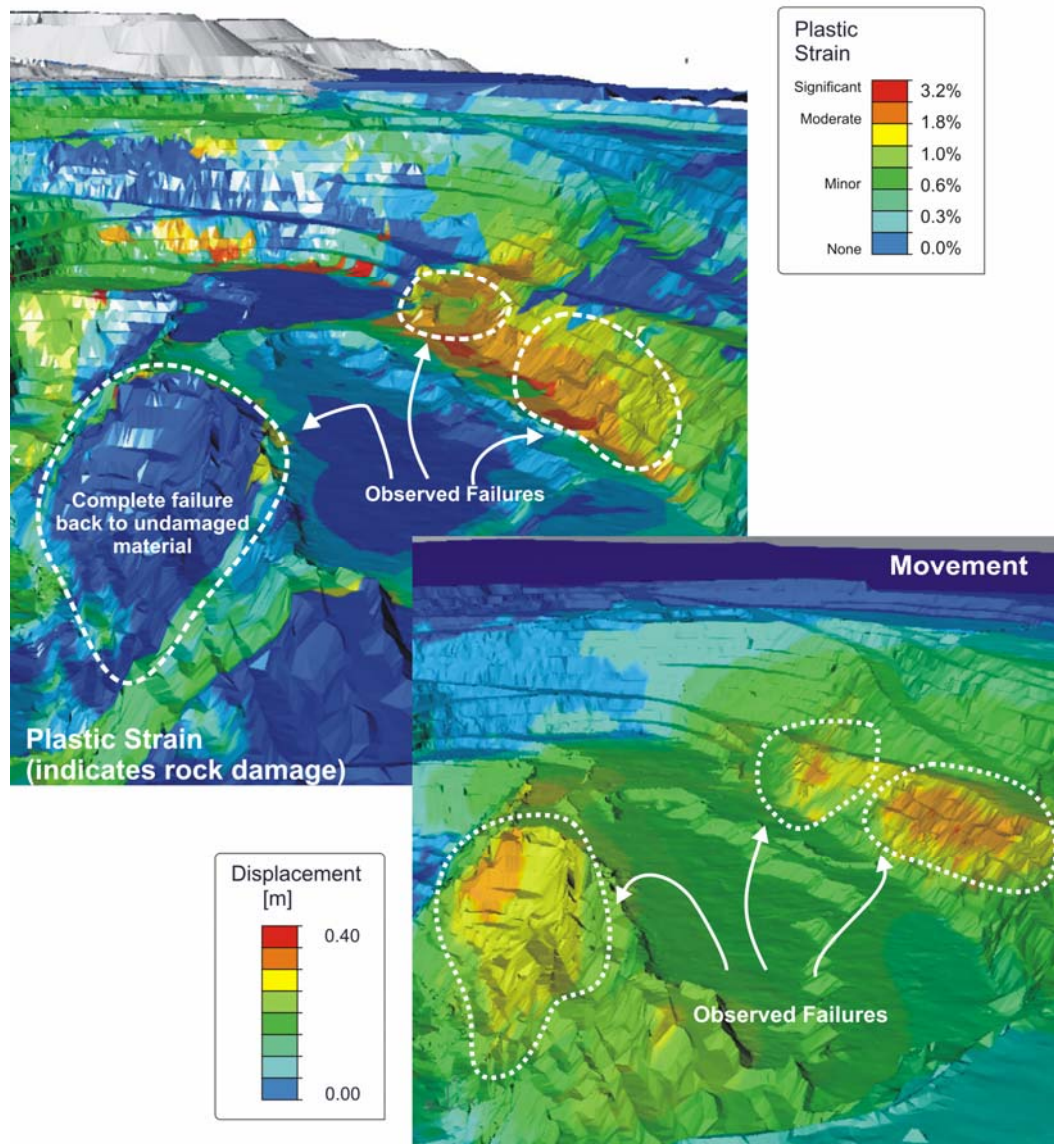 Plastic
Strain
Significant
3.2%
Moderate
1.8%
1.0%
Minor
0.6%
0.3%
None
0.0%
Observed Failures
Complete failure
back to undamaged
material
Plastic Strain
(indicates rock damage)
Movement
Displacement
[m]
0.40
0.00
Observed Failures